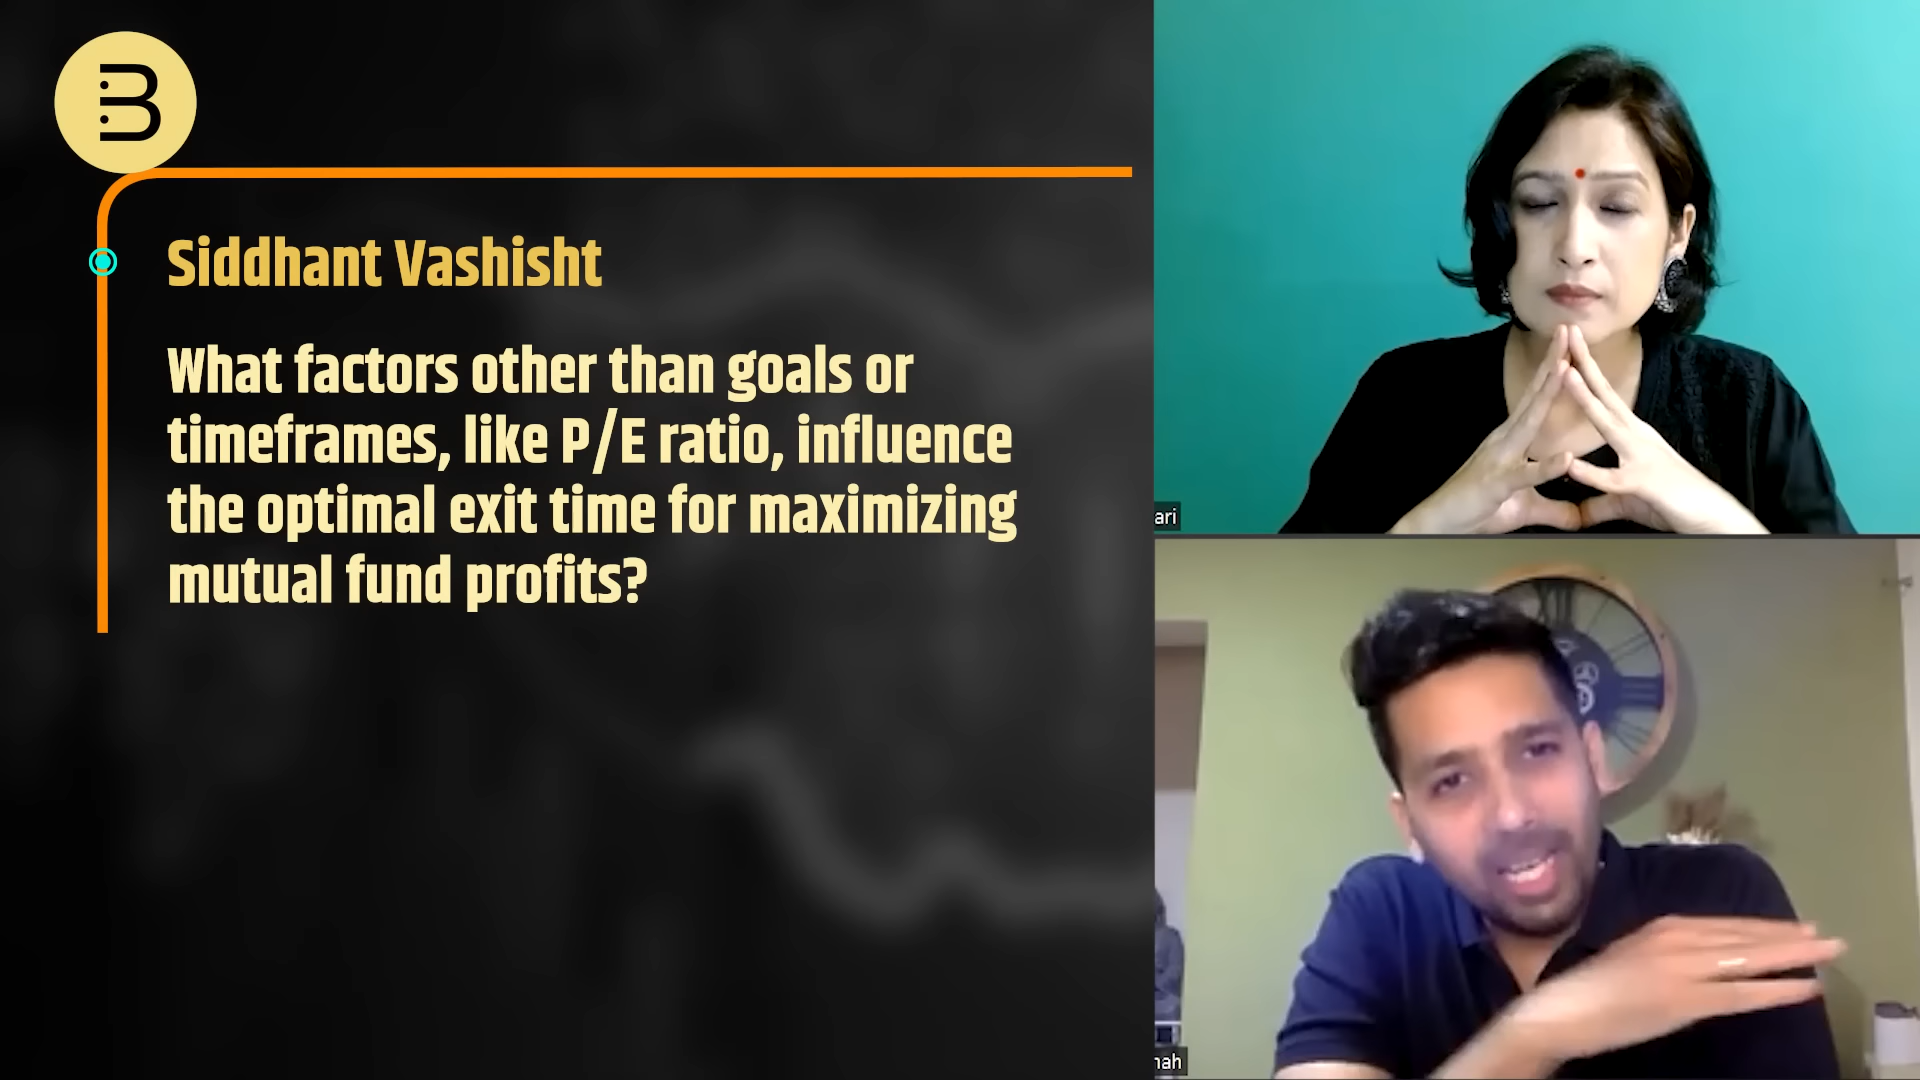 B
Siddhant Vashisht
What factors other than goals or
timeframes, like P/E ratio, influence
the optimal exit time for maximizing
mutual fund profits?
ari
hah